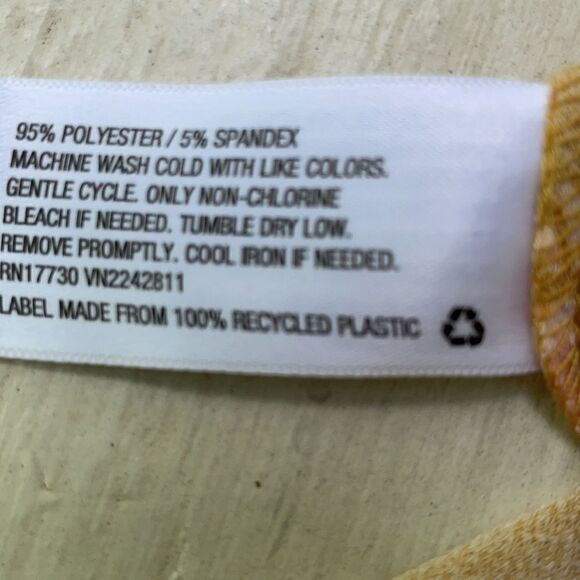 95% POLYESTER / 5% SPANDEX
MACHINE WASH COLD WITH LIKE COLORS.
GENTLE CYCLE. ONLY NON-CHLORINE
BLEACH IF NEEDED. TUMBLE DRY LOW.
REMOVE PROMPTLY. COOL IRON IF NEEDED.
RN17730 VN2242811
LABEL MADE FROM 100% RECYCLED PLASTIC